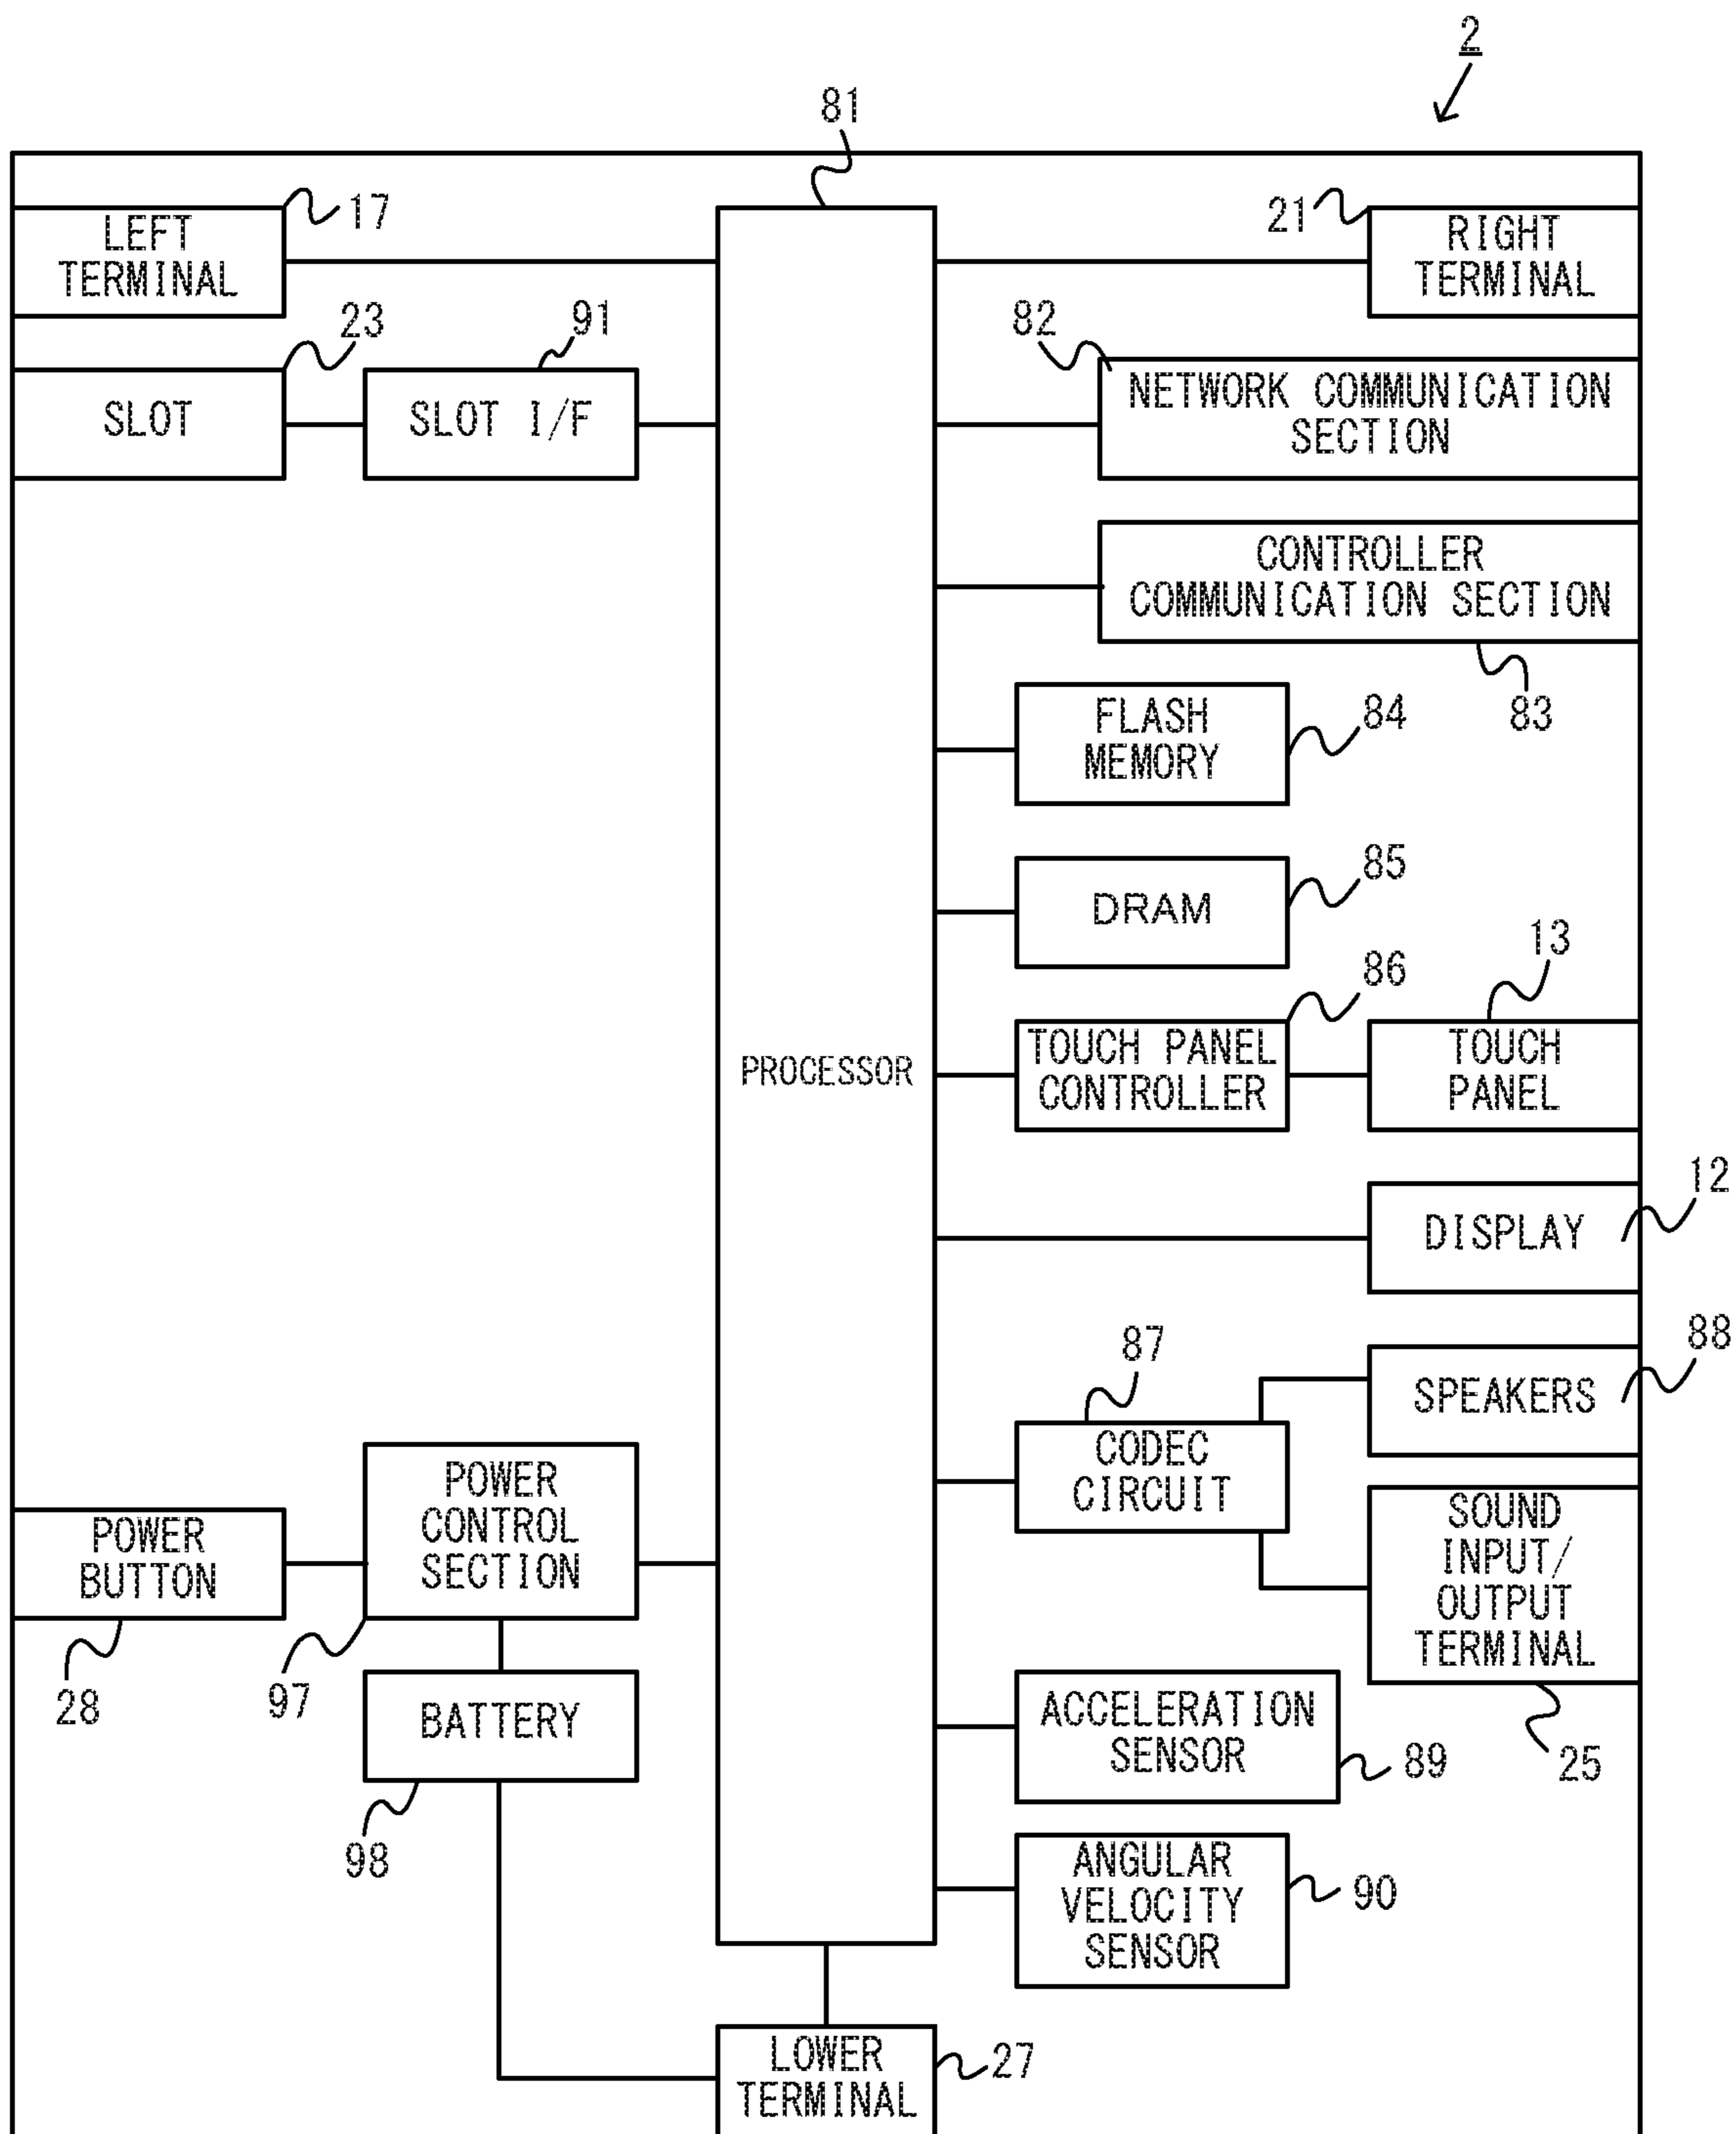 2
81
17
LEFT
TERMINAL
21
RIGHT
TERMINAL
23
SLOT
91
SLOT I/F
82
NETWORK COMMUNICATION
SECTION
CONTROLLER
COMMUNICATION SECTION
83
FLASH
MEMORY
84
DRAM
85
PROCESSOR
86
TOUCH PANEL
CONTROLLER
13
TOUCH
PANEL
12
DISPLAY
88
SPEAKERS
87
CODEC
CIRCUIT
SOUND
INPUT/
OUTPUT
TERMINAL
25
POWER
BUTTON
28
POWER
CONTROL
SECTION
97
BATTERY
98
ACCELERATION
SENSOR
89
ANGULAR
VELOCITY
SENSOR
90
LOWER
TERMINAL
27